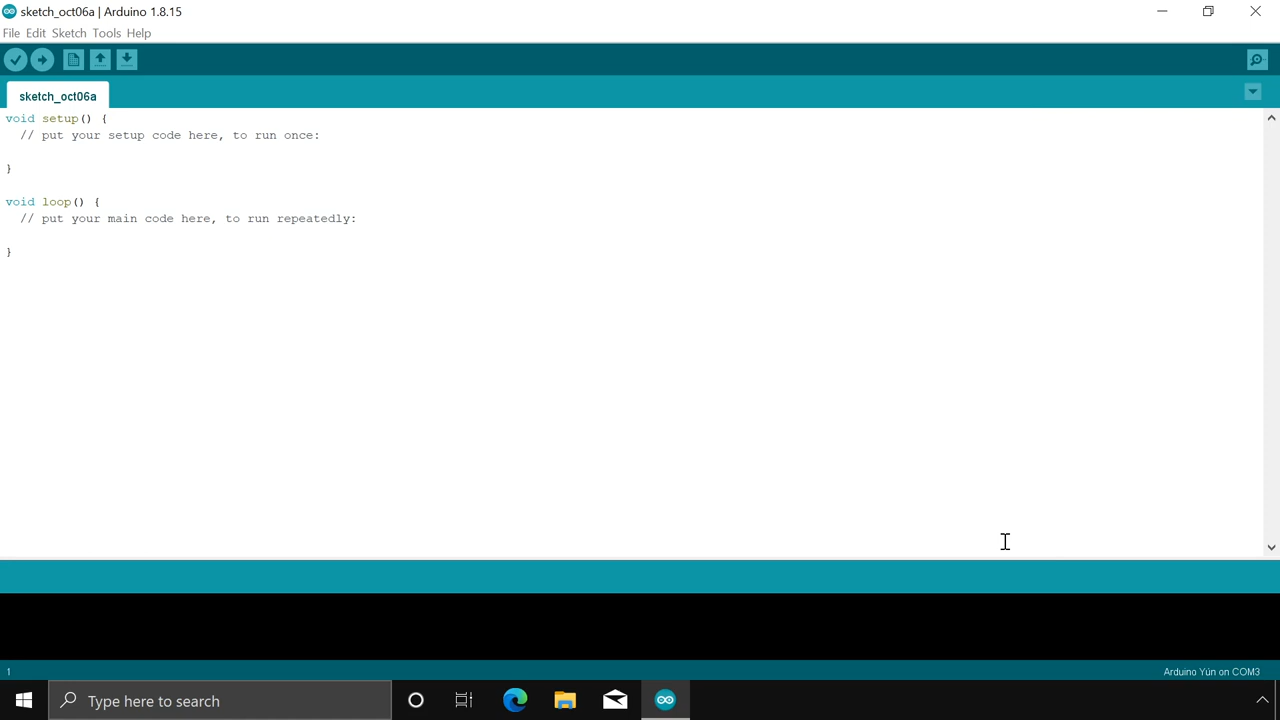 sketch_oct06a | Arduino 1.8.15
File Edit Sketch Tools Help
sketch_oct06a
void setup() {
  // put your setup code here, to run once:
}
void loop() {
  // put your main code here, to run repeatedly:
}
1
Arduino Yún on COM3
Type here to search